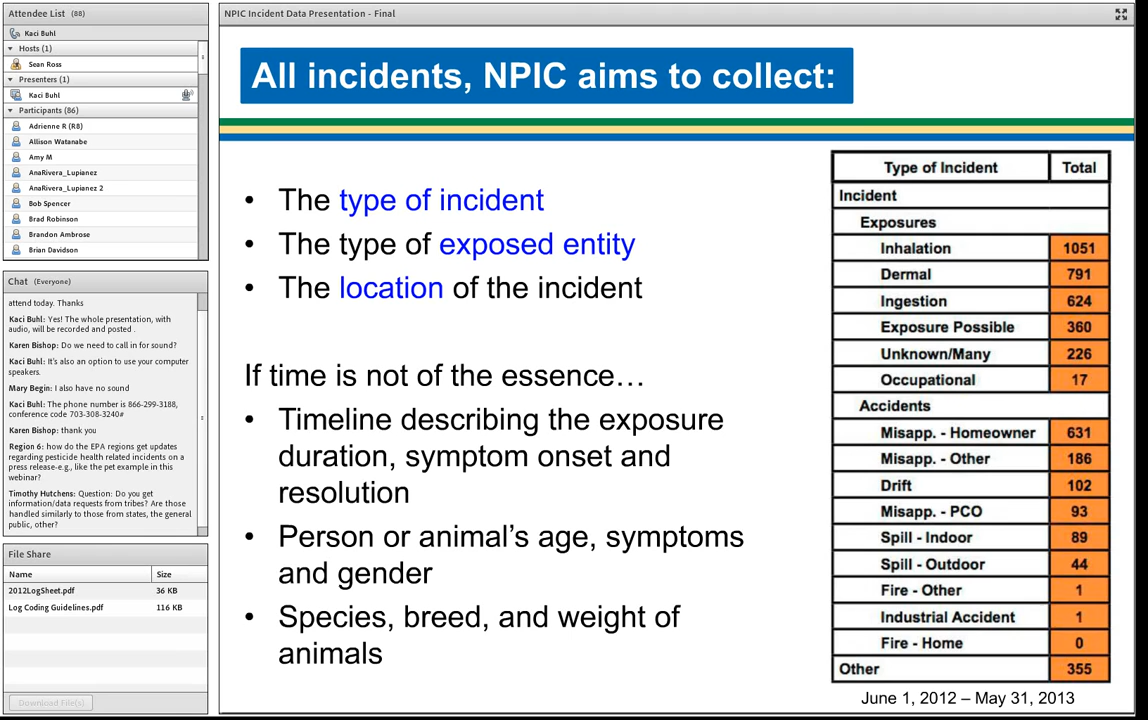 Attendee List (88)
Kaci Buhl
Hosts (1)
Sean Ross
Presenters (1)
Kaci Buhl
Participants (86)
Adrienne R (R8)
Allison Watanabe
Amy M
AnaRivera_Lupianez
AnaRivera_Lupianez 2
Bob Spencer
Brad Robinson
Brandon Ambrose
Brian Davidson
Chat (Everyone)
attend today. Thanks
Kaci Buhl: Yes! The whole presentation, with
audio, will be recorded and posted .
Karen Bishop: Do we need to call in for sound?
Kaci Buhl: It's also an option to use your computer
speakers.
Mary Begin: I also have no sound
Kaci Buhl: The phone number is 866-299-3188,
conference code 703-308-3240#
Karen Bishop: thank you
Region 6: how do the EPA regions get updates
regarding pesticide health related incidents on a
press release-e.g., like the pet example in this
webinar?
Timothy Hutchens: Question: Do you get
information/data requests from tribes? Are those
handled similarly to those from states, the general
public, other?
File Share
Name Size
2012LogSheet.pdf 36 KB
Log Coding Guidelines.pdf 116 KB
Download File(s)
NPIC Incident Data Presentation - Final
All incidents, NPIC aims to collect:
• The type of incident
• The type of exposed entity
• The location of the incident
If time is not of the essence…
• Timeline describing the exposure
duration, symptom onset and
resolution
• Person or animal’s age, symptoms
and gender
• Species, breed, and weight of
animals
Type of Incident Total
Incident
Exposures
Inhalation 1051
Dermal 791
Ingestion 624
Exposure Possible 360
Unknown/Many 226
Occupational 17
Accidents
Misapp. - Homeowner 631
Misapp. - Other 186
Drift 102
Misapp. - PCO 93
Spill - Indoor 89
Spill - Outdoor 44
Fire - Other 1
Industrial Accident 1
Fire - Home 0
Other 355
June 1, 2012 – May 31, 2013